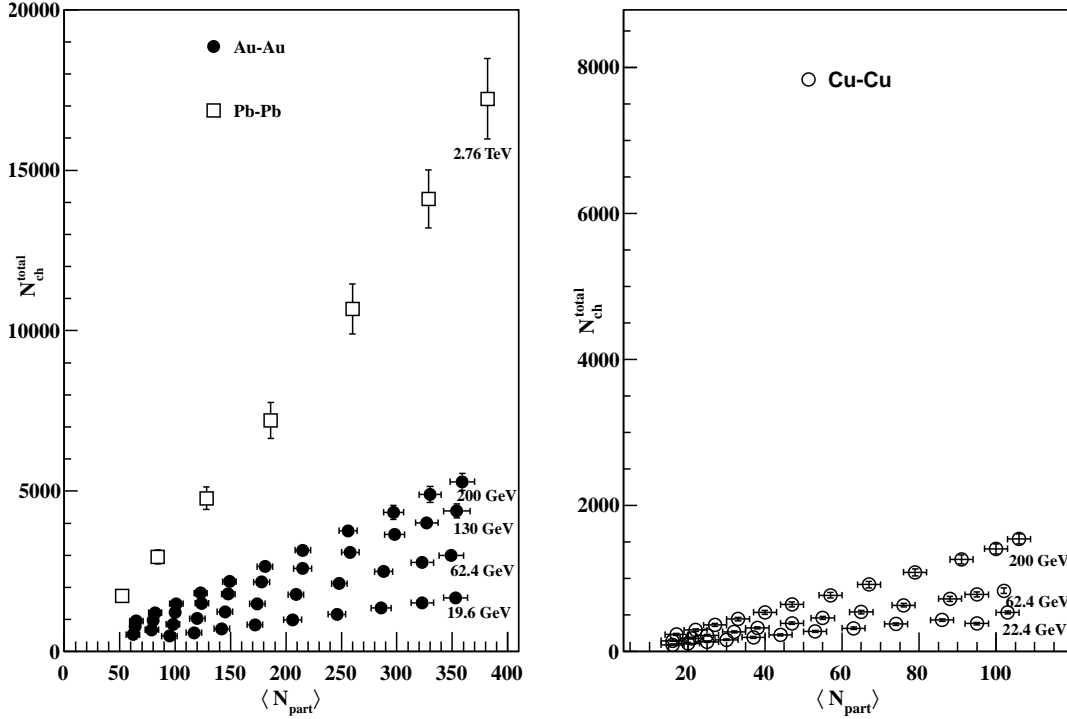 20000
15000
10000
5000
0
N_ch^total
Au-Au
Pb-Pb
2.76 TeV
200 GeV
130 GeV
62.4 GeV
19.6 GeV
0 50 100 150 200 250 300 350 400
⟨ N_part ⟩
8000
6000
4000
2000
0
N_ch^total
Cu-Cu
200 GeV
62.4 GeV
22.4 GeV
20 40 60 80 100
⟨ N_part ⟩